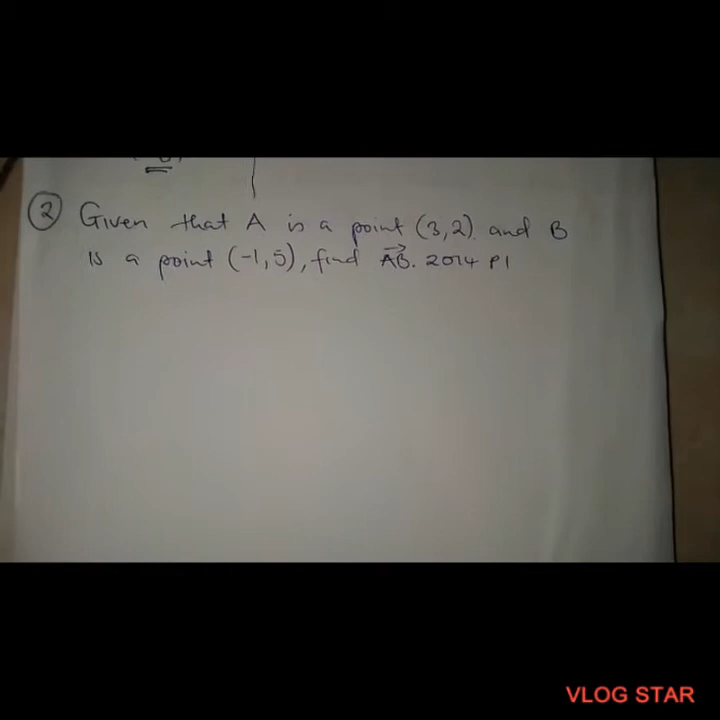 ② Given that A is a point (3,2) and B
is a point (-1,5), find AB⃗. 2014 P1
VLOG STAR